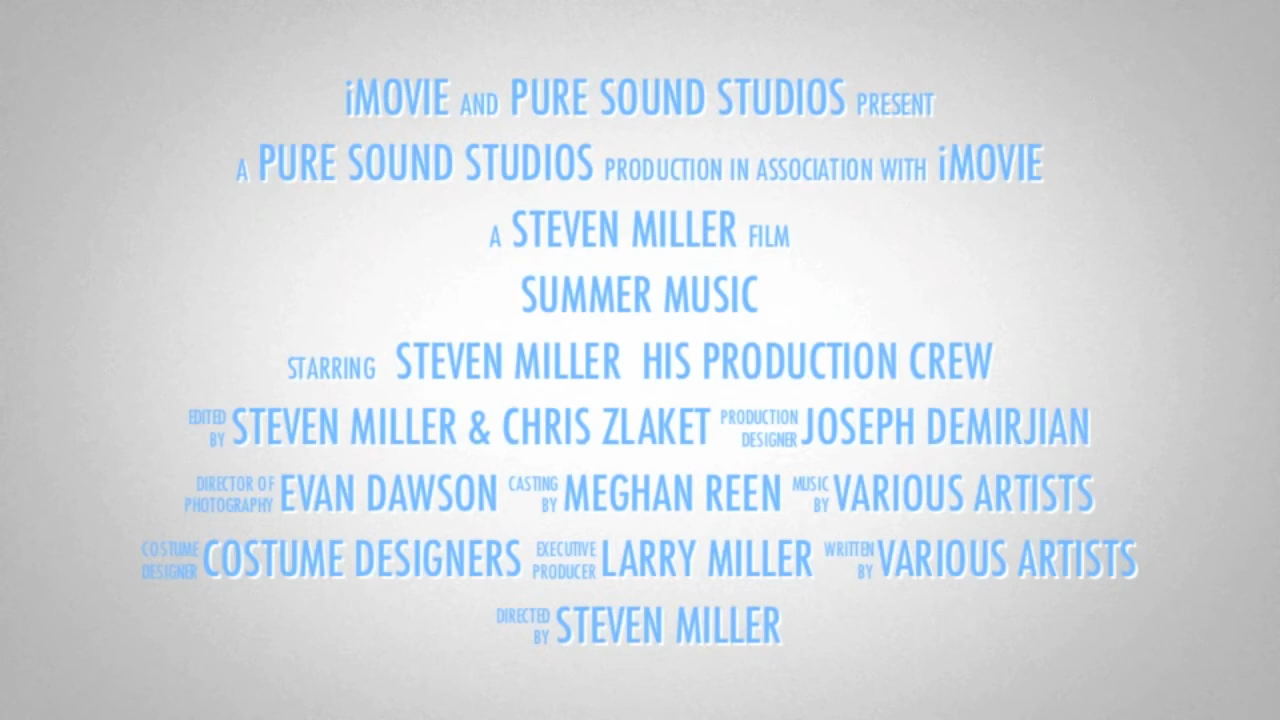 iMOVIE AND PURE SOUND STUDIOS PRESENT
A PURE SOUND STUDIOS PRODUCTION IN ASSOCIATION WITH iMOVIE
A STEVEN MILLER FILM
SUMMER MUSIC
STARRING STEVEN MILLER HIS PRODUCTION CREW
EDITED BY STEVEN MILLER & CHRIS ZLAKET PRODUCTION DESIGNER JOSEPH DEMIRJIAN
DIRECTOR OF PHOTOGRAPHY EVAN DAWSON CASTING BY MEGHAN REEN MUSIC BY VARIOUS ARTISTS
COSTUME DESIGNER COSTUME DESIGNERS EXECUTIVE PRODUCER LARRY MILLER WRITTEN BY VARIOUS ARTISTS
DIRECTED BY STEVEN MILLER